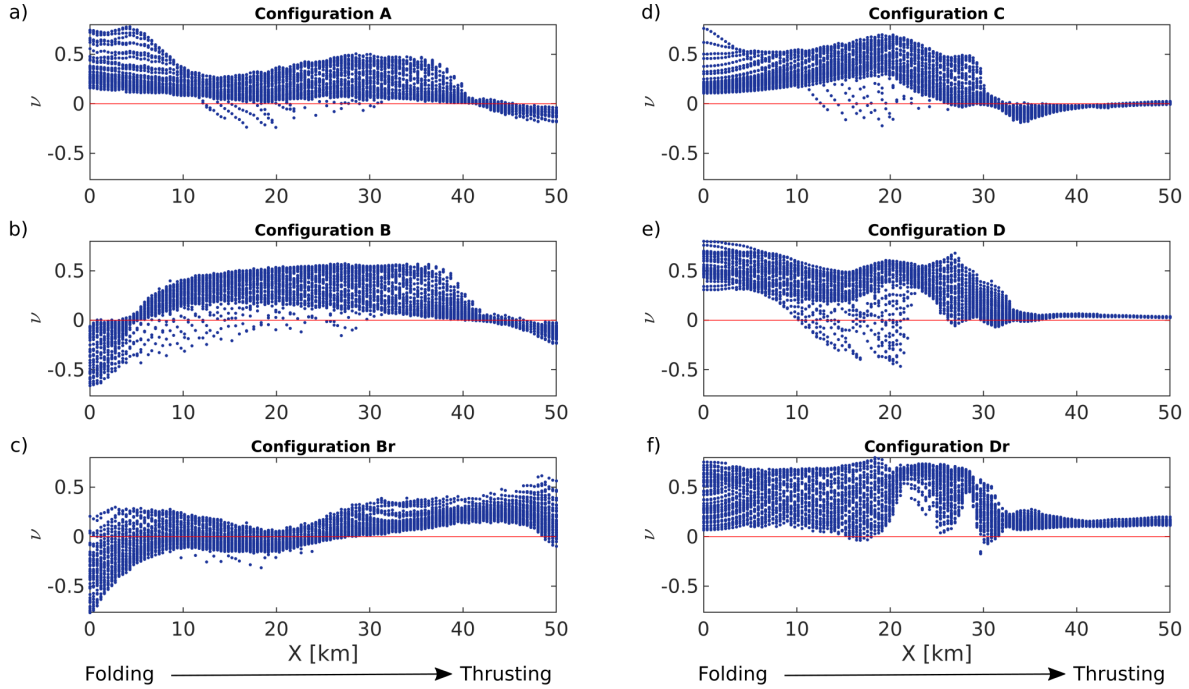 a)
Configuration A
0.5
0
-0.5
ν
0 10 20 30 40 50
b)
Configuration B
0.5
0
-0.5
ν
0 10 20 30 40 50
c)
Configuration Br
0.5
0
-0.5
ν
0 10 20 30 40 50
X [km]
Folding Thrusting
d)
Configuration C
0.5
0
-0.5
ν
0 10 20 30 40 50
e)
Configuration D
0.5
0
-0.5
ν
0 10 20 30 40 50
f)
Configuration Dr
0.5
0
-0.5
ν
0 10 20 30 40 50
X [km]
Folding Thrusting